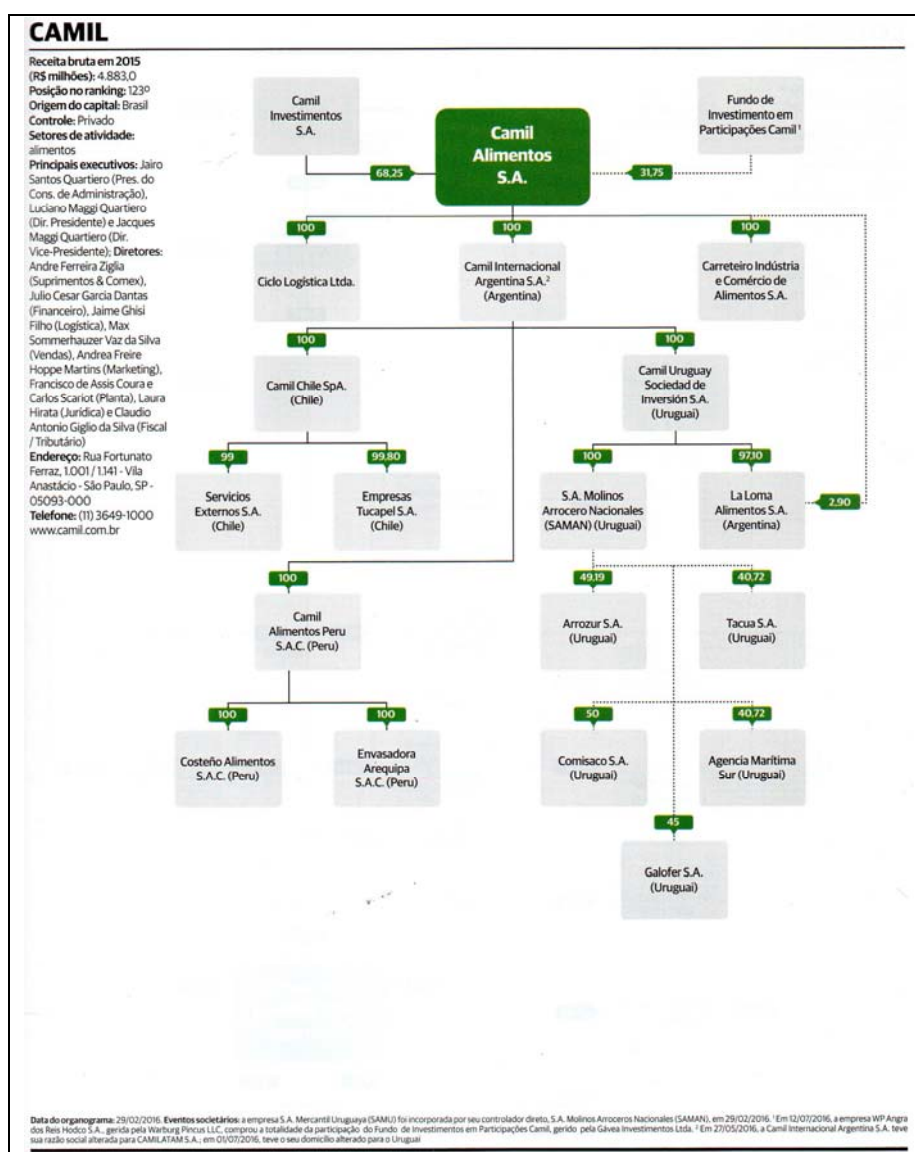 CAMIL
Receita bruta em 2015
(R$ milhões): 4.883,0
Posição no ranking: 123º
Origem do capital: Brasil
Controle: Privado
Setores de atividade:
alimentos
Principais executivos: Jairo
Santos Quartiero (Pres. do
Cons. de Administração),
Luciano Maggi Quartiero
(Dir. Presidente) e Jacques
Maggi Quartiero (Dir.
Vice-Presidente); Diretores:
Andre Ferreira Ziglia
(Suprimentos & Comex),
Julio Cesar Garcia Dantas
(Financeiro), Jaime Ghisi
Filho (Logística), Max
Sommerhauzer Vaz da Silva
(Vendas), Andrea Freire
Hoppe Martins (Marketing),
Francisco de Assis Coura e
Carlos Scariot (Planta), Laura
Hirata (Jurídica) e Claudio
Antonio Giglio da Silva (Fiscal
/ Tributário)
Endereço: Rua Fortunato
Ferraz, 1.001 / 1.141 - Vila
Anastácio - São Paulo, SP -
05093-000
Telefone: (11) 3649-1000
www.camil.com.br
Camil
Investimentos
S.A.
Camil
Alimentos
S.A.
Fundo de
Investimento em
Participações Camil ¹
68,25
31,75
100
100
100
Ciclo Logística Ltda.
Camil Internacional
Argentina S.A.²
(Argentina)
Carreteiro Indústria
e Comércio de
Alimentos S.A.
100
100
Camil Chile SpA.
(Chile)
Camil Uruguay
Sociedad de
Inversión S.A.
(Uruguai)
99
99,80
100
97,10
Servicios
Externos S.A.
(Chile)
Empresas
Tucapel S.A.
(Chile)
S.A. Molinos
Arrocero Nacionales
(SAMAN) (Uruguai)
La Loma
Alimentos S.A.
(Argentina)
2,90
100
49,19
40,72
Camil
Alimentos Peru
S.A.C. (Peru)
Arrozur S.A.
(Uruguai)
Tacua S.A.
(Uruguai)
100
100
50
40,72
Costeño Alimentos
S.A.C. (Peru)
Envasadora
Arequipa
S.A.C. (Peru)
Comisaco S.A.
(Uruguai)
Agencia Marítima
Sur (Uruguai)
45
Galofer S.A.
(Uruguai)
Data do organograma: 29/02/2016. Eventos societários: a empresa S.A. Mercantil Uruguaya (SAMU) foi incorporada por seu controlador direto, S.A. Molinos Arroceros Nacionales (SAMAN), em 29/02/2016. ¹ Em 12/07/2016, a empresa WP Angra
dos Reis Hodco S.A., gerida pela Warburg Pincus LLC, comprou a totalidade da participação do Fundo de Investimentos em Participações Camil, gerido pela Gávea Investimentos Ltda. ² Em 27/05/2016, a Camil Internacional Argentina S.A. teve
sua razão social alterada para CAMILATAM S.A.; em 01/07/2016, teve o seu domicílio alterado para o Uruguai